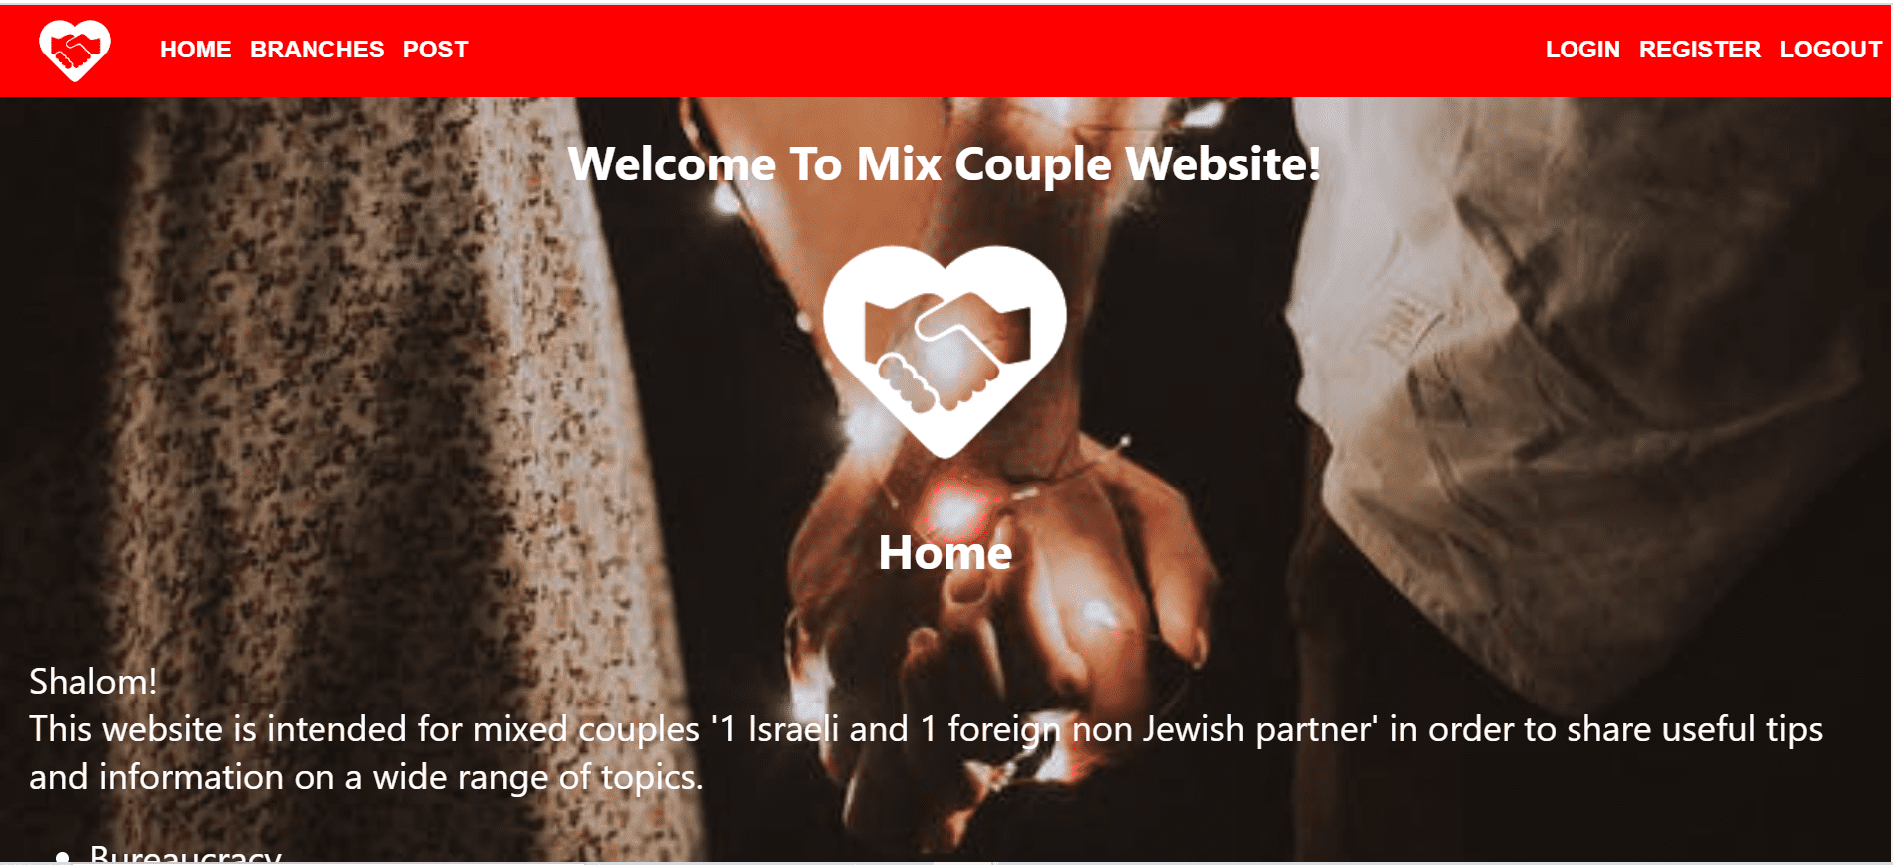 HOME BRANCHES POST LOGIN REGISTER LOGOUT
Welcome To Mix Couple Website!
Home
Shalom!
This website is intended for mixed couples '1 Israeli and 1 foreign non Jewish partner' in order to share useful tips
and information on a wide range of topics.
• Bureaucracy